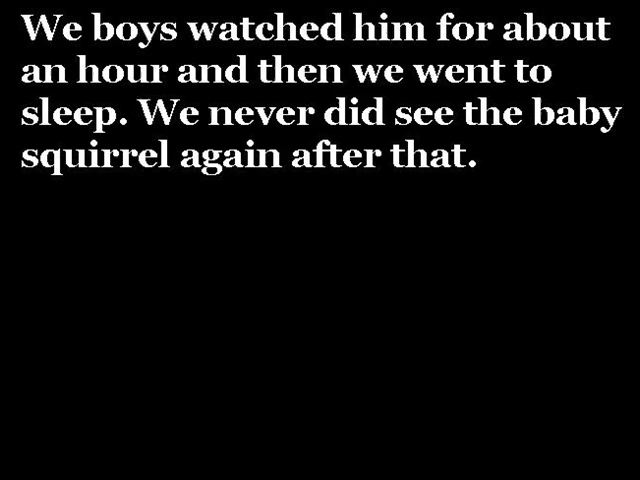 We boys watched him for about
an hour and then we went to
sleep. We never did see the baby
squirrel again after that.